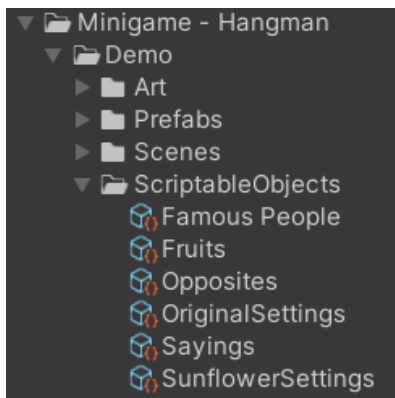 Minigame - Hangman
Demo
Art
Prefabs
Scenes
ScriptableObjects
Famous People
Fruits
Opposites
OriginalSettings
Sayings
SunflowerSettings